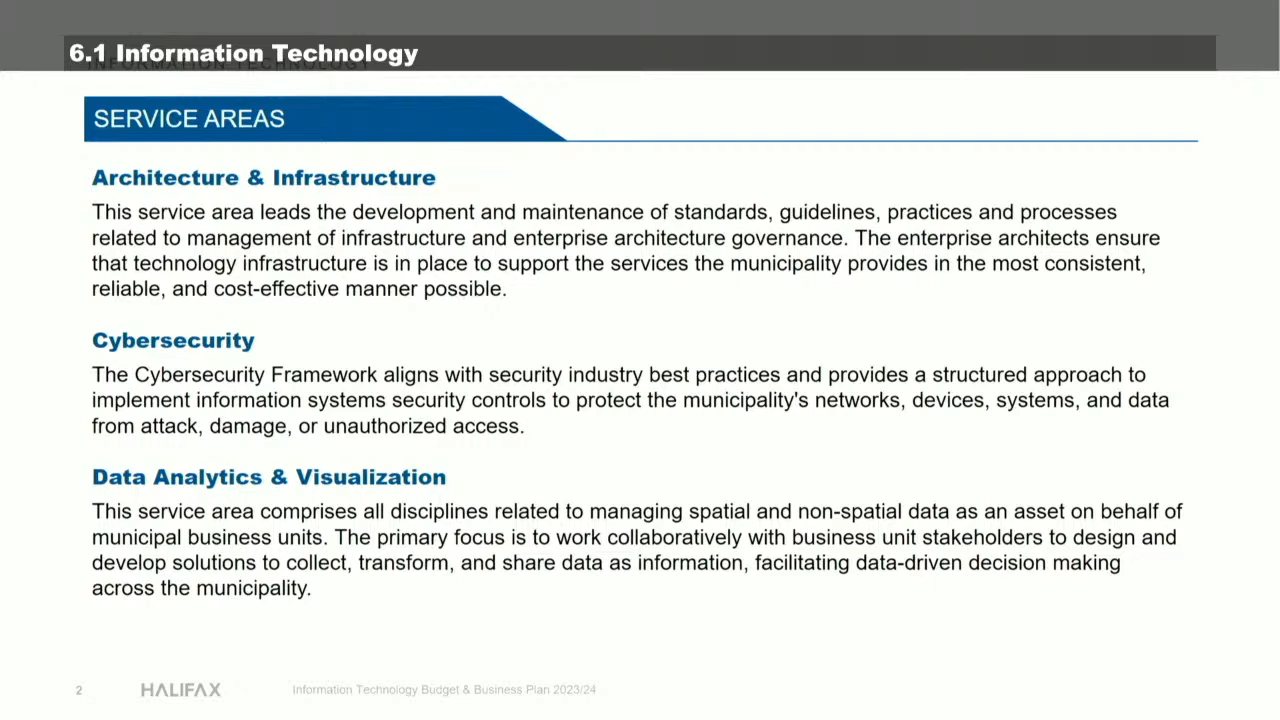 6.1 Information Technology
INFORMATION TECHNOLOGY
SERVICE AREAS
Architecture & Infrastructure
This service area leads the development and maintenance of standards, guidelines, practices and processes
related to management of infrastructure and enterprise architecture governance. The enterprise architects ensure
that technology infrastructure is in place to support the services the municipality provides in the most consistent,
reliable, and cost-effective manner possible.
Cybersecurity
The Cybersecurity Framework aligns with security industry best practices and provides a structured approach to
implement information systems security controls to protect the municipality's networks, devices, systems, and data
from attack, damage, or unauthorized access.
Data Analytics & Visualization
This service area comprises all disciplines related to managing spatial and non-spatial data as an asset on behalf of
municipal business units. The primary focus is to work collaboratively with business unit stakeholders to design and
develop solutions to collect, transform, and share data as information, facilitating data-driven decision making
across the municipality.
2 HALIFAX Information Technology Budget & Business Plan 2023/24